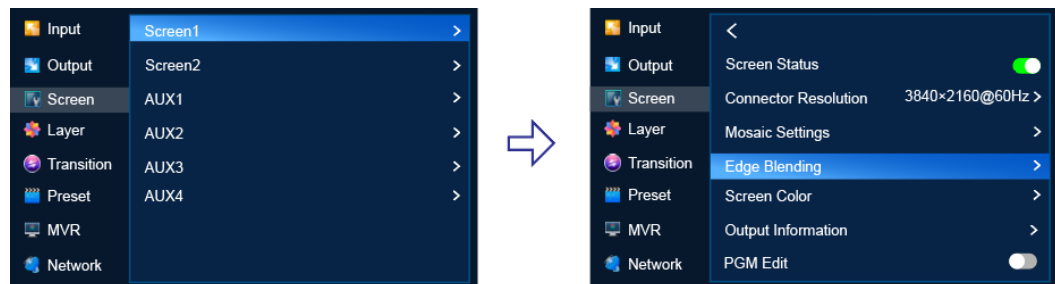 Input
Output
Screen
Layer
Transition
Preset
MVR
Network
Screen1 >
Screen2 >
AUX1 >
AUX2 >
AUX3 >
AUX4 >
Input
Output
Screen
Layer
Transition
Preset
MVR
Network
<
Screen Status
Connector Resolution 3840×2160@60Hz >
Mosaic Settings >
Edge Blending >
Screen Color >
Output Information >
PGM Edit